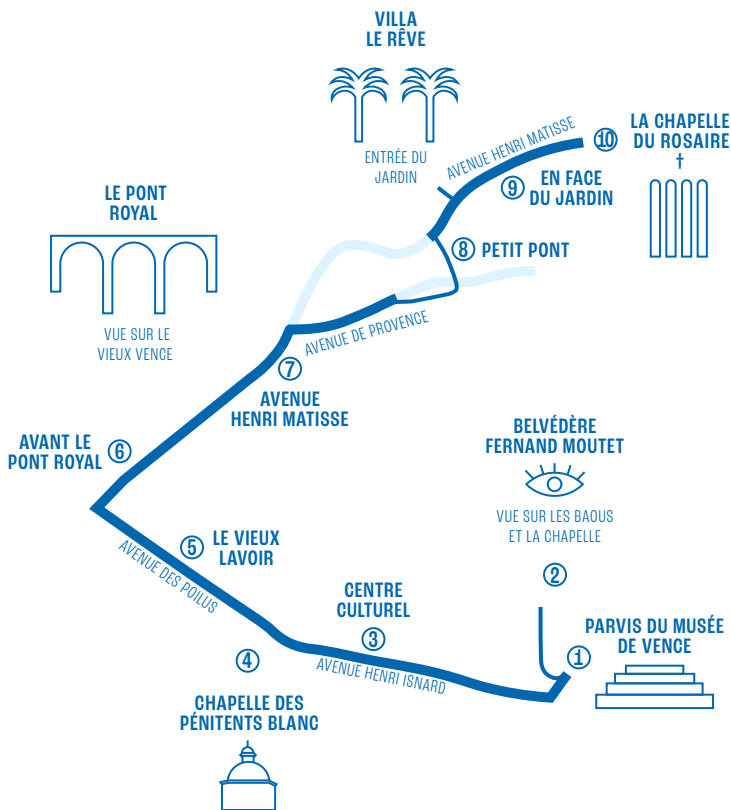 VILLA
LE RÊVE
ENTRÉE DU
JARDIN
AVENUE HENRI MATISSE
⑩
LA CHAPELLE
DU ROSAIRE
⑨
EN FACE
DU JARDIN
LE PONT
ROYAL
VUE SUR LE
VIEUX VENCE
⑧
PETIT PONT
AVENUE DE PROVENCE
⑦
AVENUE
HENRI MATISSE
AVANT LE
PONT ROYAL
⑥
BELVÉDÈRE
FERNAND MOUTET
VUE SUR LES BAOUS
ET LA CHAPELLE
②
⑤
LE VIEUX
LAVOIR
AVENUE DES POILUS
CENTRE
CULTUREL
③
AVENUE HENRI ISNARD
①
PARVIS DU MUSÉE
DE VENCE
④
CHAPELLE DES
PÉNITENTS BLANC